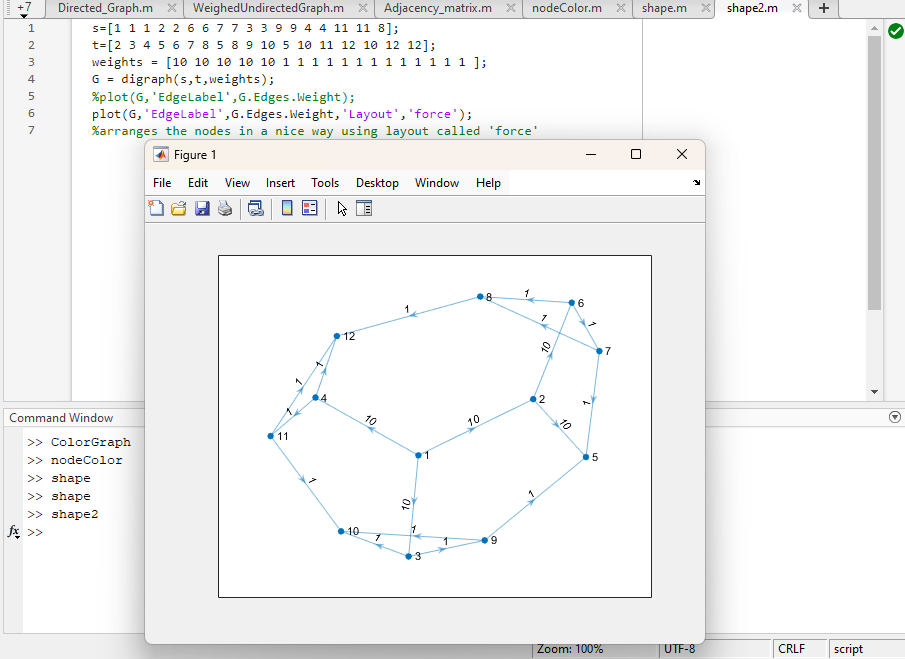 +7 Directed_Graph.m WeighedUndirectedGraph.m Adjacency_matrix.m nodeColor.m shape.m shape2.m
1 s=[1 1 1 2 2 6 6 7 7 3 3 9 9 4 4 11 11 8];
2 t=[2 3 4 5 6 7 8 5 8 9 10 5 10 11 12 10 12 12];
3 weights = [10 10 10 10 10 1 1 1 1 1 1 1 1 1 1 1 1 1 ];
4 G = digraph(s,t,weights);
5 %plot(G,'EdgeLabel',G.Edges.Weight);
6 plot(G,'EdgeLabel',G.Edges.Weight,'Layout','force');
7 %arranges the nodes in a nice way using layout called 'force'
Figure 1
File Edit View Insert Tools Desktop Window Help
8 1 6
1 1 1
12 7
10
1 1
4 2 1
1 10 10 10
11 1 5
1
10 1
10 1 1 9
1 3 1
Command Window
>> ColorGraph
>> nodeColor
>> shape
>> shape
>> shape2
fx >>
Zoom: 100% UTF-8 CRLF script